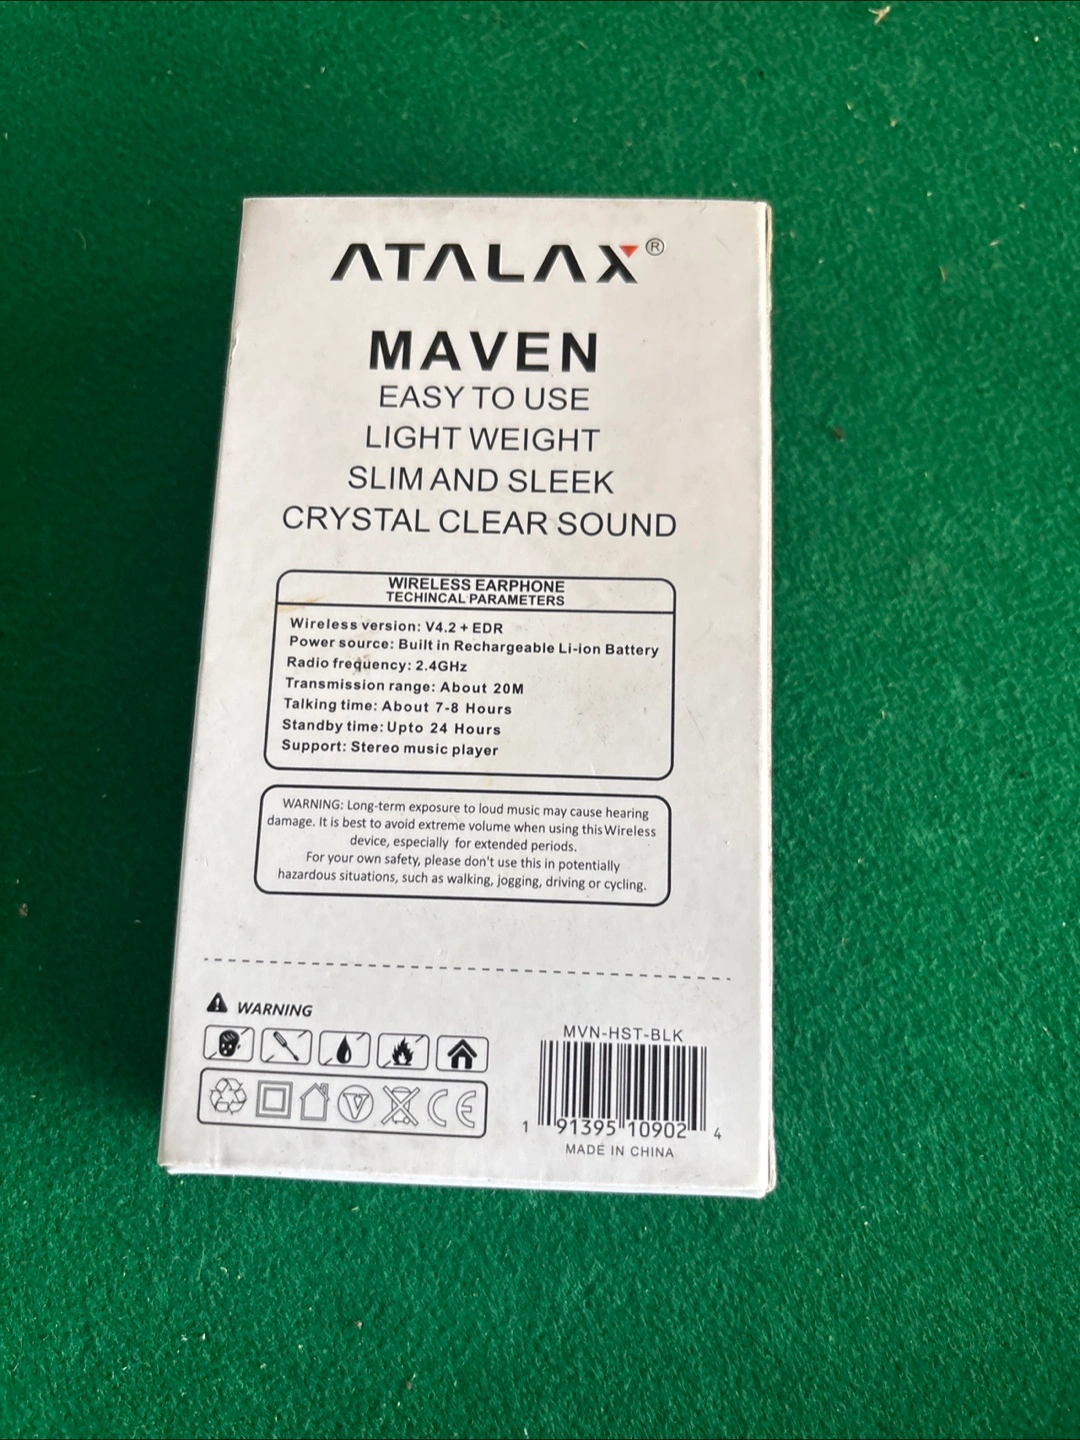 ATALAX®
MAVEN
EASY TO USE
LIGHT WEIGHT
SLIM AND SLEEK
CRYSTAL CLEAR SOUND
WIRELESS EARPHONE
TECHINCAL PARAMETERS
Wireless version: V4.2 + EDR
Power source: Built in Rechargeable Li-ion Battery
Radio frequency: 2.4GHz
Transmission range: About 20M
Talking time: About 7-8 Hours
Standby time: Upto 24 Hours
Support: Stereo music player
WARNING: Long-term exposure to loud music may cause hearing
damage. It is best to avoid extreme volume when using this Wireless
device, especially for extended periods.
For your own safety, please don't use this in potentially
hazardous situations, such as walking, jogging, driving or cycling.
WARNING
V CE
MVN-HST-BLK
1 91395 10902 4
MADE IN CHINA